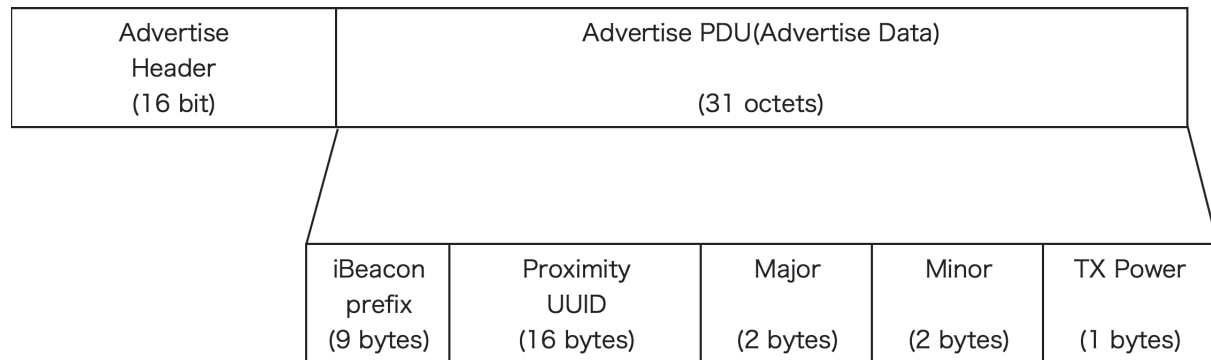 Advertise
Header
(16 bit)
Advertise PDU(Advertise Data)
(31 octets)
iBeacon
prefix
(9 bytes)
Proximity
UUID
(16 bytes)
Major
(2 bytes)
Minor
(2 bytes)
TX Power
(1 bytes)